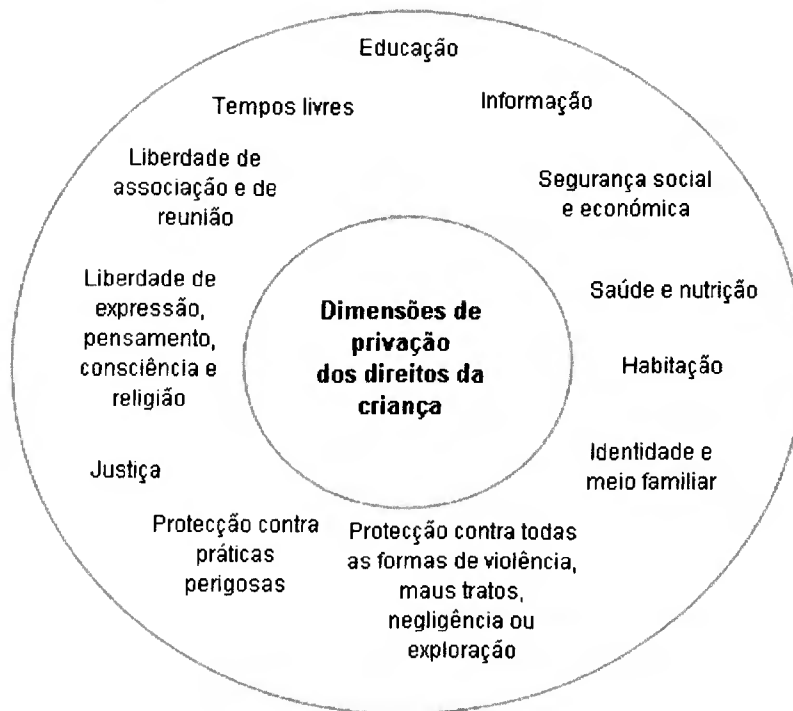 Educação
Tempos livres
Informação
Liberdade de
associação e de
reunião
Segurança social
e económica
Liberdade de
expressão,
pensamento,
consciência e
religião
Dimensões de
privação
dos direitos da
criança
Saúde e nutrição
Habitação
Identidade e
meio familiar
Justiça
Protecção contra
práticas
perigosas
Protecção contra todas
as formas de violência,
maus tratos,
negligência ou
exploração